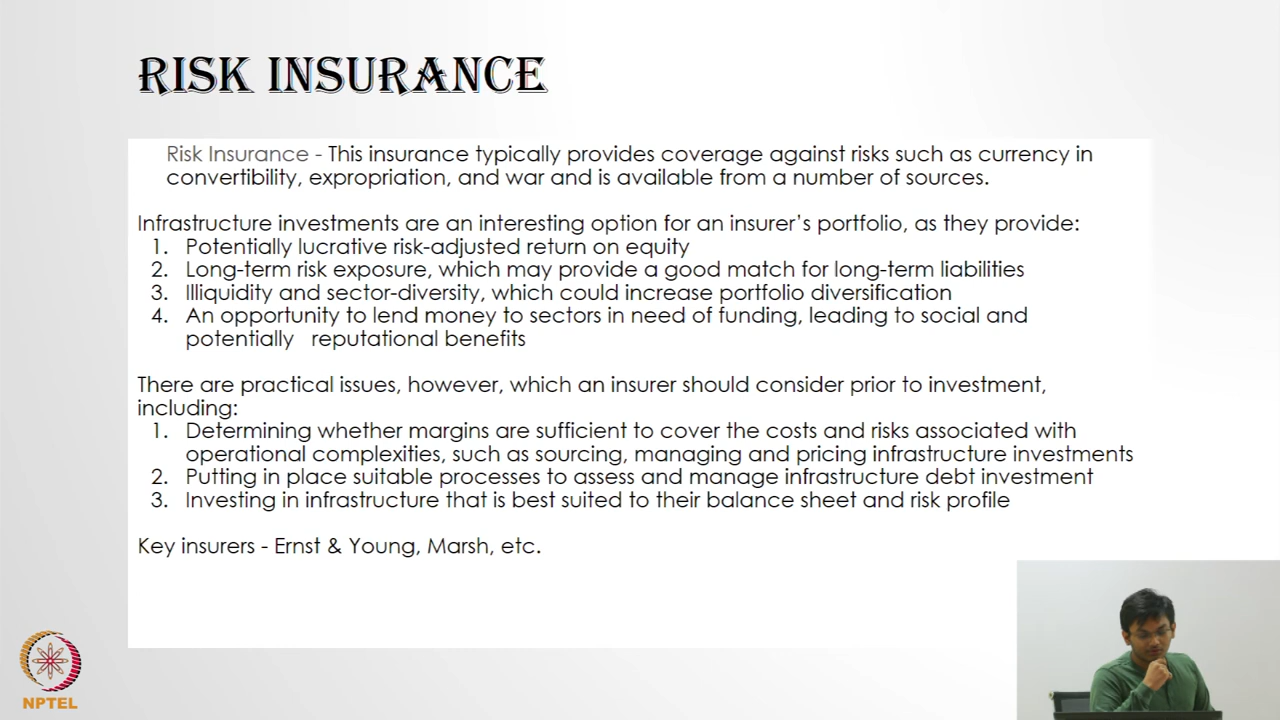 RISK INSURANCE
Risk Insurance - This insurance typically provides coverage against risks such as currency in
convertibility, expropriation, and war and is available from a number of sources.
Infrastructure investments are an interesting option for an insurer's portfolio, as they provide:
1. Potentially lucrative risk-adjusted return on equity
2. Long-term risk exposure, which may provide a good match for long-term liabilities
3. Illiquidity and sector-diversity, which could increase portfolio diversification
4. An opportunity to lend money to sectors in need of funding, leading to social and
potentially reputational benefits
There are practical issues, however, which an insurer should consider prior to investment,
including:
1. Determining whether margins are sufficient to cover the costs and risks associated with
operational complexities, such as sourcing, managing and pricing infrastructure investments
2. Putting in place suitable processes to assess and manage infrastructure debt investment
3. Investing in infrastructure that is best suited to their balance sheet and risk profile
Key insurers - Ernst & Young, Marsh, etc.
NPTEL